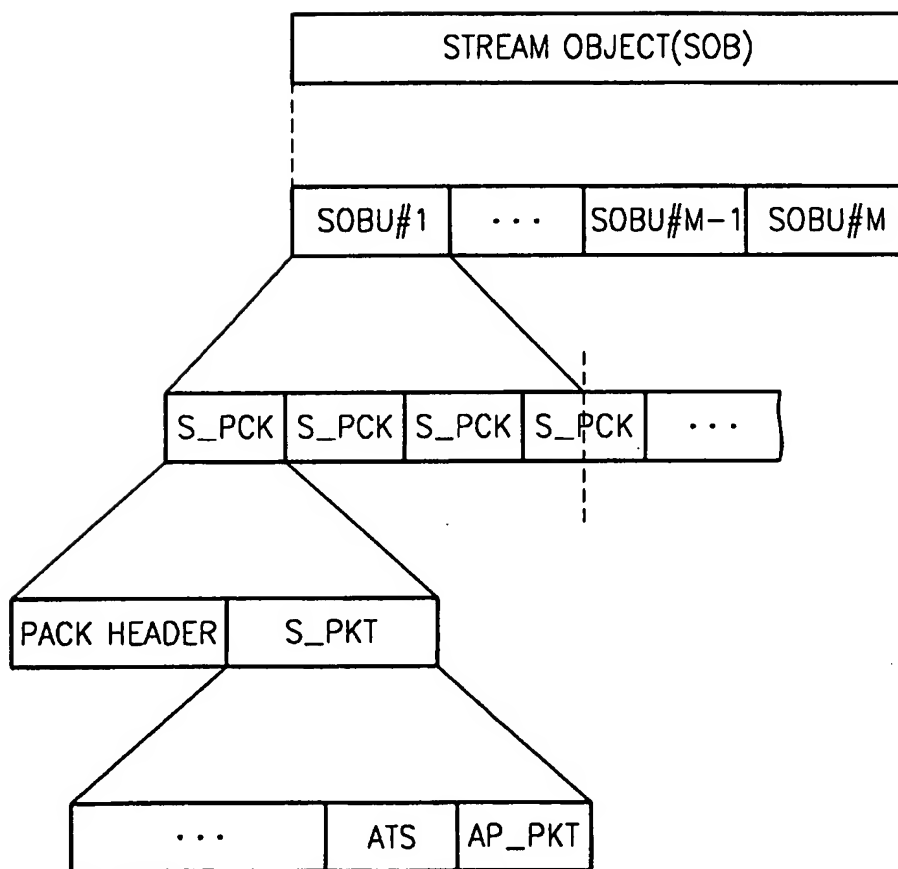 STREAM OBJECT(SOB)
SOBU#1 ... SOBU#M-1 SOBU#M
S_PCK S_PCK S_PCK S_PCK ...
PACK HEADER S_PKT
... ATS AP_PKT